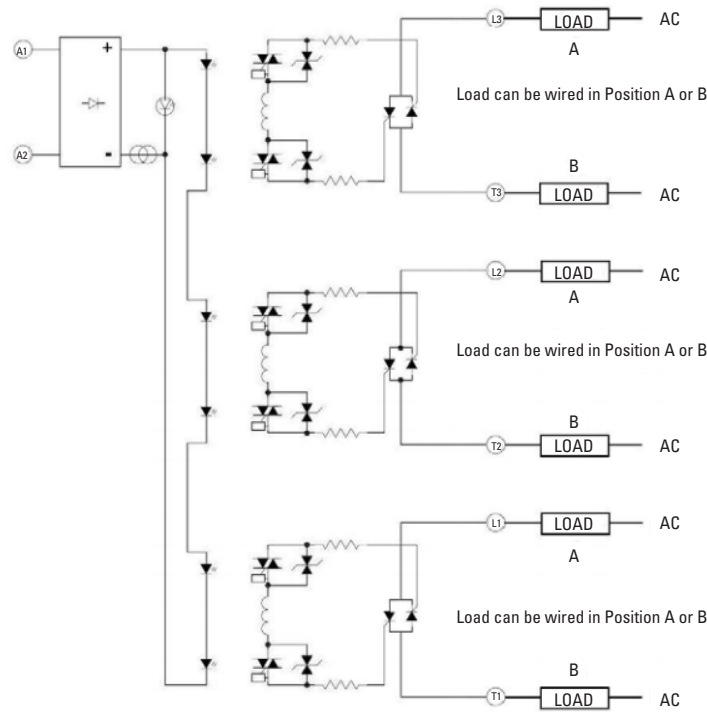 L3 LOAD AC
A
A1 +
Load can be wired in Position A or B
A2 -
B
T3 LOAD AC
L2 LOAD AC
A
Load can be wired in Position A or B
B
T2 LOAD AC
L1 LOAD AC
A
Load can be wired in Position A or B
B
T1 LOAD AC